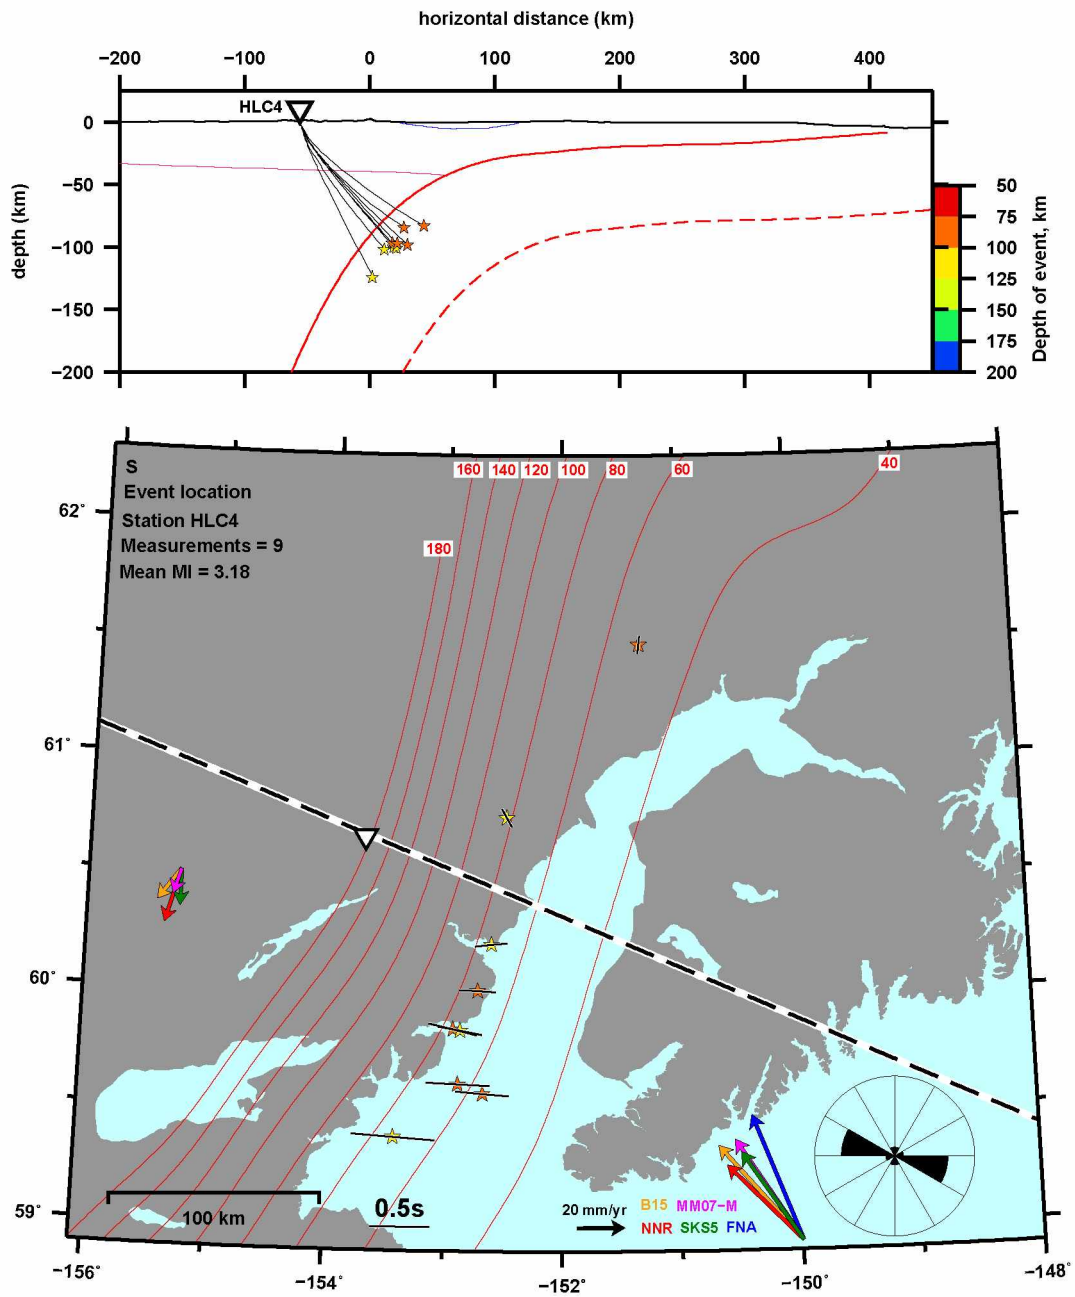 horizontal distance (km)
−200 −100 0 100 200 300 400
HLC4
0
−50
−100
−150
−200
depth (km)
50
75
100
125
150
175
200
Depth of event, km
S
Event location
Station HLC4
Measurements = 9
Mean MI = 3.18
160 140 120 100 80 60 40
180
62°
61°
60°
59°
100 km
0.5s
20 mm/yr
B15 MM07−M
NNR SKS5 FNA
−156° −154° −152° −150° −148°